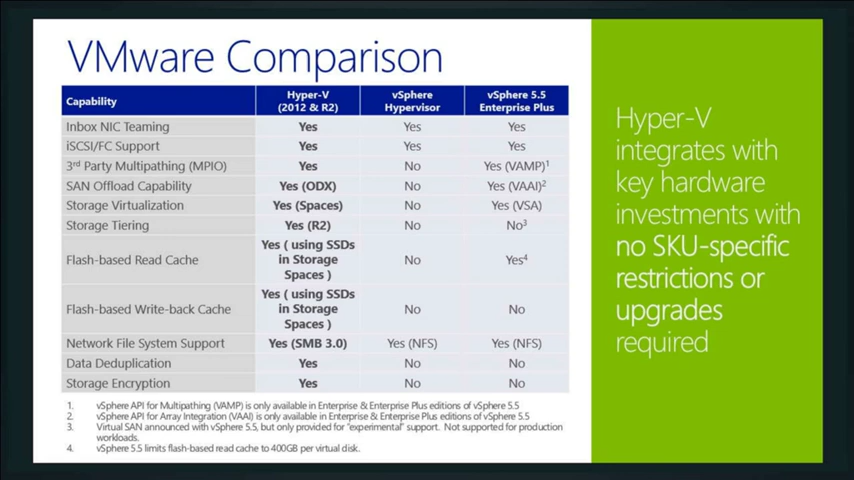 VMware Comparison
Capability
Hyper-V
(2012 & R2)
vSphere
Hypervisor
vSphere 5.5
Enterprise Plus
Inbox NIC Teaming Yes Yes Yes
iSCSI/FC Support Yes Yes Yes
3rd Party Multipathing (MPIO) Yes No Yes (VAMP)1
SAN Offload Capability Yes (ODX) No Yes (VAAI)2
Storage Virtualization Yes (Spaces) No Yes (VSA)
Storage Tiering Yes (R2) No No3
Flash-based Read Cache
Yes ( using SSDs
in Storage
Spaces )
No Yes4
Flash-based Write-back Cache
Yes ( using SSDs
in Storage
Spaces )
No No
Network File System Support Yes (SMB 3.0) Yes (NFS) Yes (NFS)
Data Deduplication Yes No No
Storage Encryption Yes No No
1. vSphere API for Multipathing (VAMP) is only available in Enterprise & Enterprise Plus editions of vSphere 5.5
2. vSphere API for Array Integration (VAAI) is only available in Enterprise & Enterprise Plus editions of vSphere 5.5
3. Virtual SAN announced with vSphere 5.5, but only provided for "experimental" support. Not supported for production
workloads.
4. vSphere 5.5 limits flash-based read cache to 400GB per virtual disk.
Hyper-V
integrates with
key hardware
investments with
no SKU-specific
restrictions or
upgrades
required